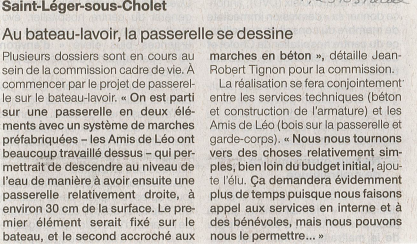 Saint-Léger-sous-Cholet
Au bateau-lavoir, la passerelle se dessine
Plusieurs dossiers sont en cours au
sein de la commission cadre de vie. À
commencer par le projet de passerel-
le sur le bateau-lavoir. « On est parti
sur une passerelle en deux élé-
ments avec un système de marches
préfabriquées – les Amis de Léo ont
beaucoup travaillé dessus – qui per-
mettrait de descendre au niveau de
l'eau de manière à avoir ensuite une
passerelle relativement droite, à
environ 30 cm de la surface. Le pre-
mier élément serait fixé sur le
bateau, et le second accroché aux
marches en béton », détaille Jean-
Robert Tignon pour la commission.
La réalisation se fera conjointement
entre les services techniques (béton
et construction de l'armature) et les
Amis de Léo (bois sur la passerelle et
garde-corps). « Nous nous tournons
vers des choses relativement sim-
ples, bien loin du budget initial, ajou-
te l'élu. Ça demandera évidemment
plus de temps puisque nous faisons
appel aux services en interne et à
des bénévoles, mais nous pouvons
nous le permettre... »